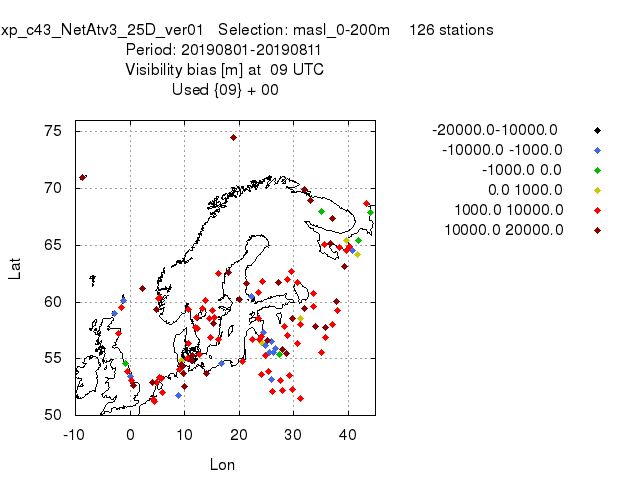 xp_c43_NetAtv3_25D_ver01 Selection: masl_0-200m 126 stations
Period: 20190801-20190811
Visibility bias [m] at 09 UTC
Used {09} + 00
-20000.0-10000.0
-10000.0 -1000.0
-1000.0 0.0
0.0 1000.0
1000.0 10000.0
10000.0 20000.0
75
70
65
60
55
50
Lat
-10 0 10 20 30 40
Lon